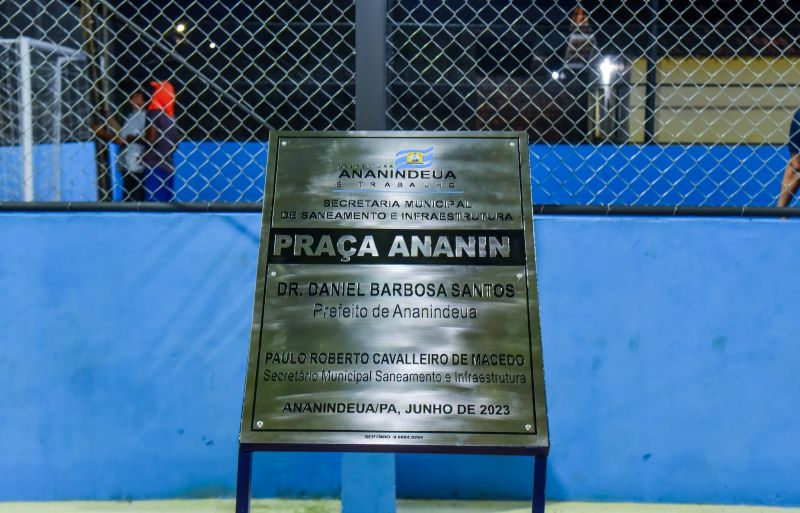 PREFEITURA
ANANINDEUA
É TRABALHO
SECRETARIA MUNICIPAL
DE SANEAMENTO E INFRAESTRUTURA
PRAÇA ANANIN
DR. DANIEL BARBOSA SANTOS
Prefeito de Ananindeua
PAULO ROBERTO CAVALLEIRO DE MACEDO
Secretário Municipal Saneamento e Infraestrutura
ANANINDEUA/PA, JUNHO DE 2023
SEPTÍMIO